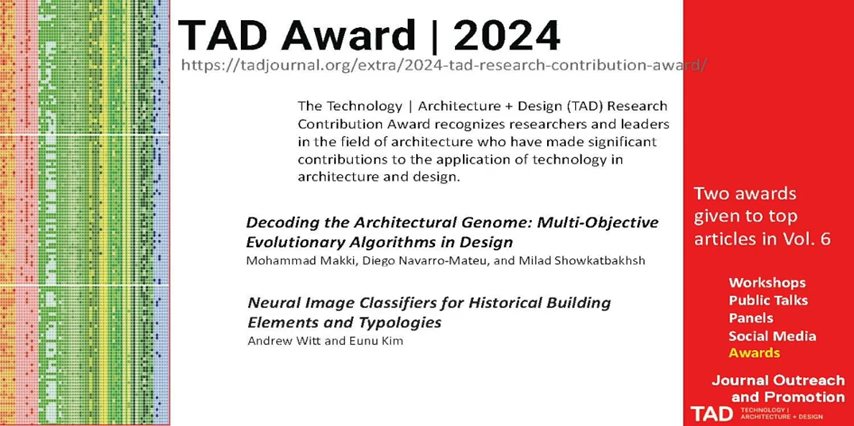 TAD Award | 2024
https://tadjournal.org/extra/2024-tad-research-contribution-award/
The Technology | Architecture + Design (TAD) Research
Contribution Award recognizes researchers and leaders
in the field of architecture who have made significant
contributions to the application of technology in
architecture and design.
Decoding the Architectural Genome: Multi-Objective
Evolutionary Algorithms in Design
Mohammad Makki, Diego Navarro-Mateu, and Milad Showkatbakhsh
Neural Image Classifiers for Historical Building
Elements and Typologies
Andrew Witt and Eunu Kim
Two awards
given to top
articles in Vol. 6
Workshops
Public Talks
Panels
Social Media
Awards
Journal Outreach
and Promotion
TAD TECHNOLOGY |
ARCHITECTURE + DESIGN